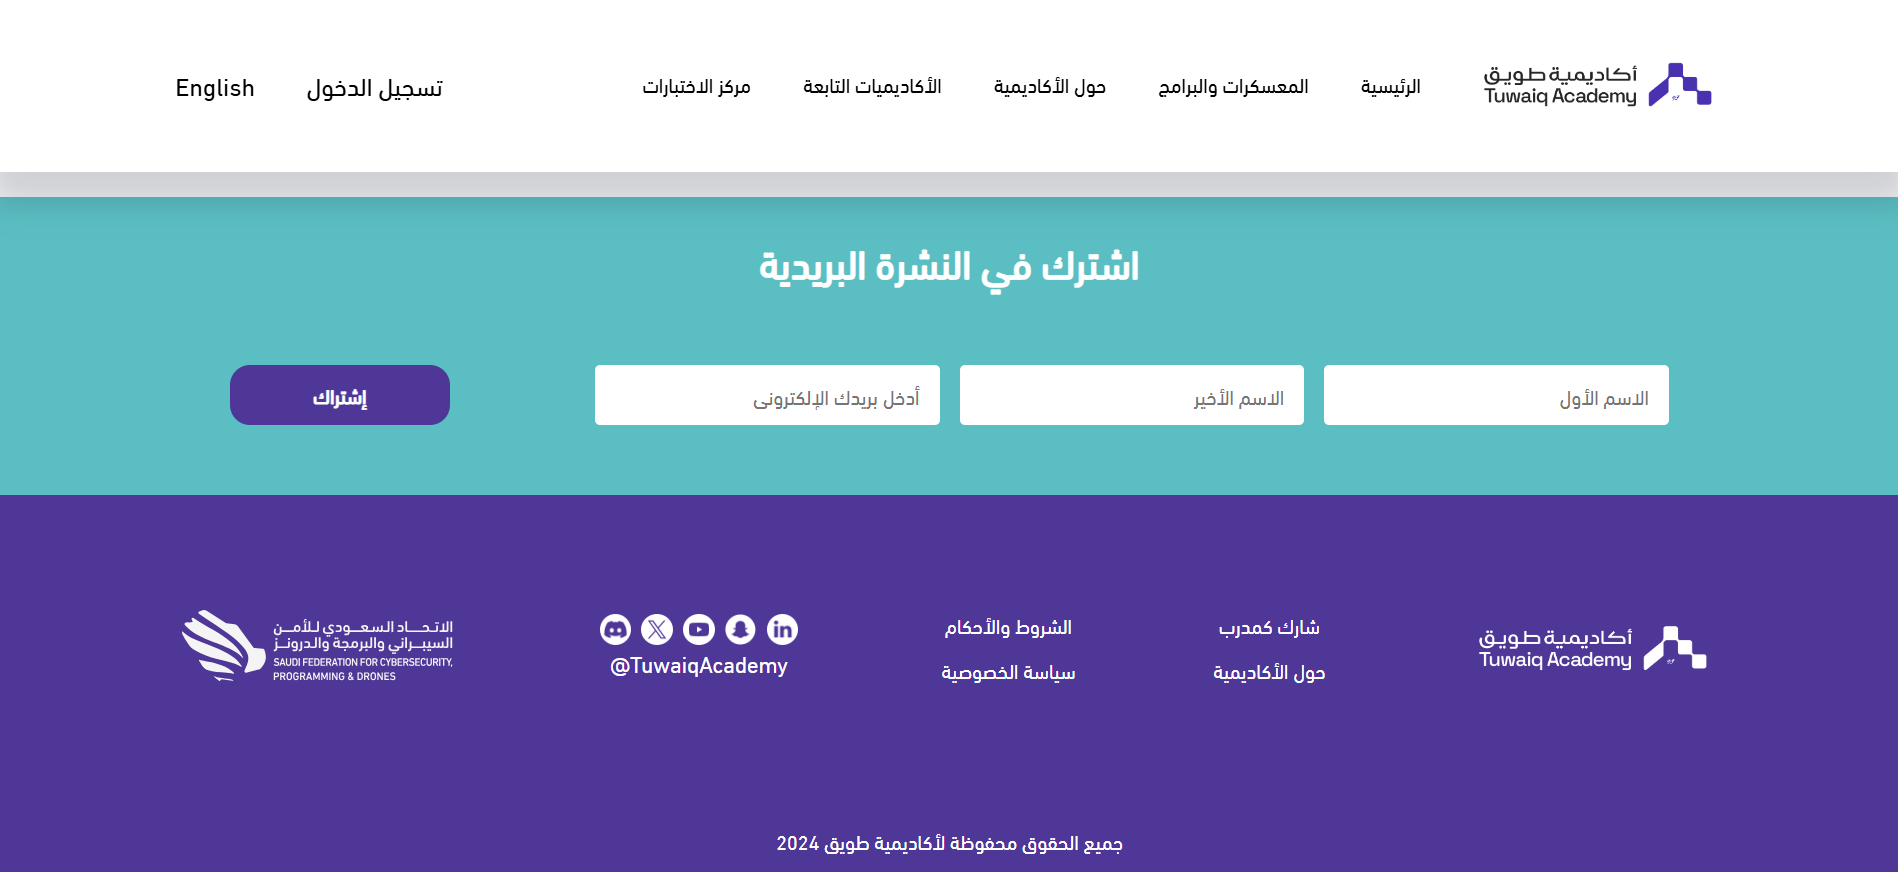 أكاديمية طويق
Tuwaiq Academy
الرئيسية
المعسكرات والبرامج
حول الأكاديمية
الأكاديميات التابعة
مركز الاختبارات
تسجيل الدخول
English
اشترك في النشرة البريدية
الاسم الأول
الاسم الأخير
أدخل بريدك الإلكتروني
إشتراك
أكاديمية طويق
Tuwaiq Academy
شارك كمدرب
حول الأكاديمية
الشروط والأحكام
سياسة الخصوصية
in
@TuwaiqAcademy
الاتحاد السعودي للأمن
السيبراني والبرمجة والدرونز
SAUDI FEDERATION FOR CYBERSECURITY,
PROGRAMMING & DRONES
جميع الحقوق محفوظة لأكاديمية طويق 2024